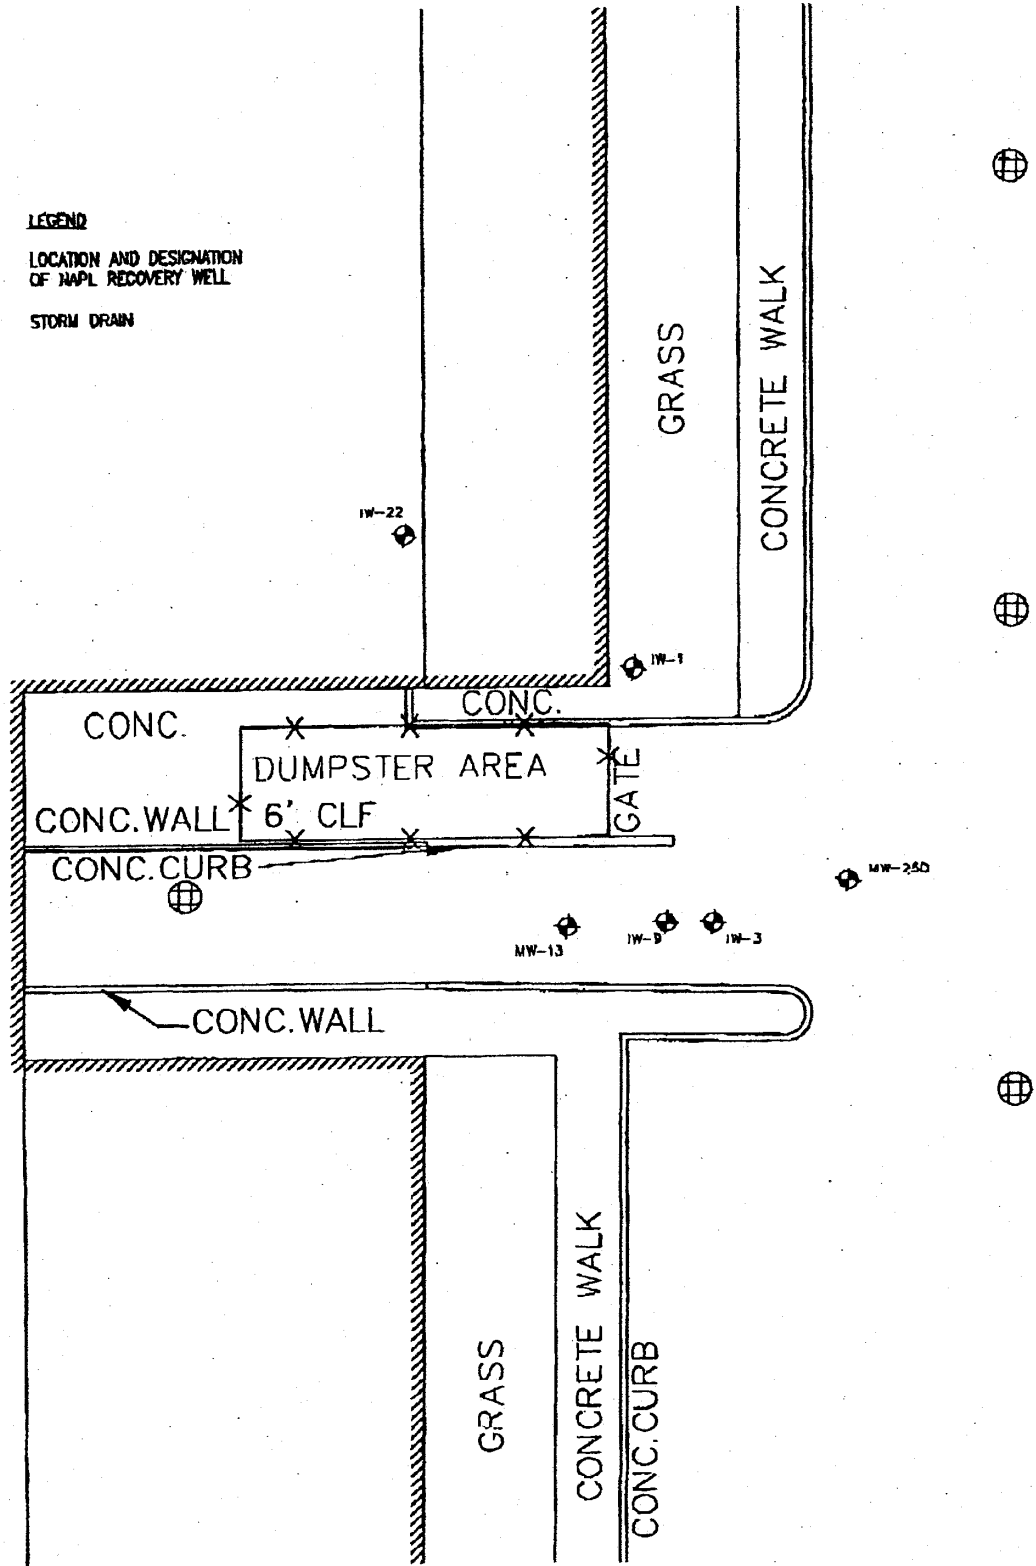 LEGEND
LOCATION AND DESIGNATION
OF NAPL RECOVERY WELL
STORM DRAIN
GRASS
CONCRETE WALK
IW-22
IW-1
CONC.
CONC.
DUMPSTER AREA
GATE
CONC.WALL
6' CLF
CONC.CURB
MW-25D
MW-13
IW-9
IW-3
CONC.WALL
GRASS
CONCRETE WALK
CONC.CURB